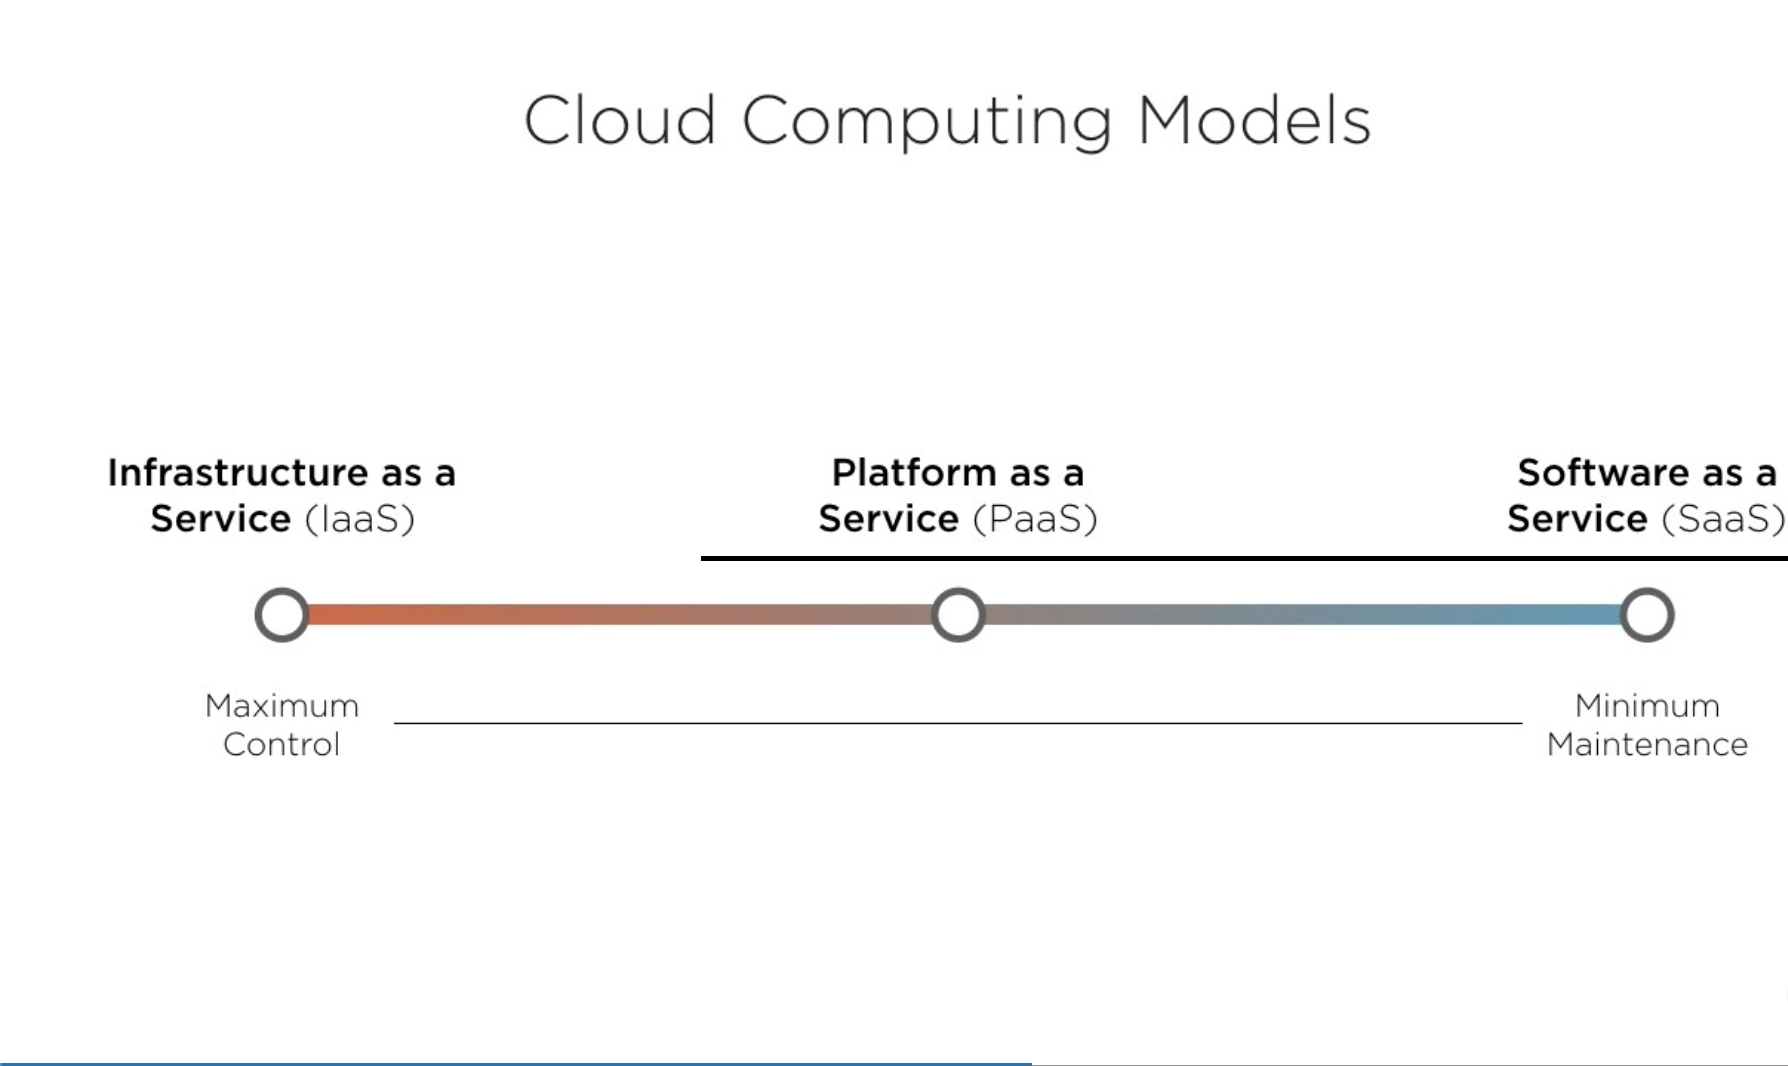 Cloud Computing Models
Infrastructure as a
Service (IaaS)
Platform as a
Service (PaaS)
Software as a
Service (SaaS)
Maximum
Control
Minimum
Maintenance